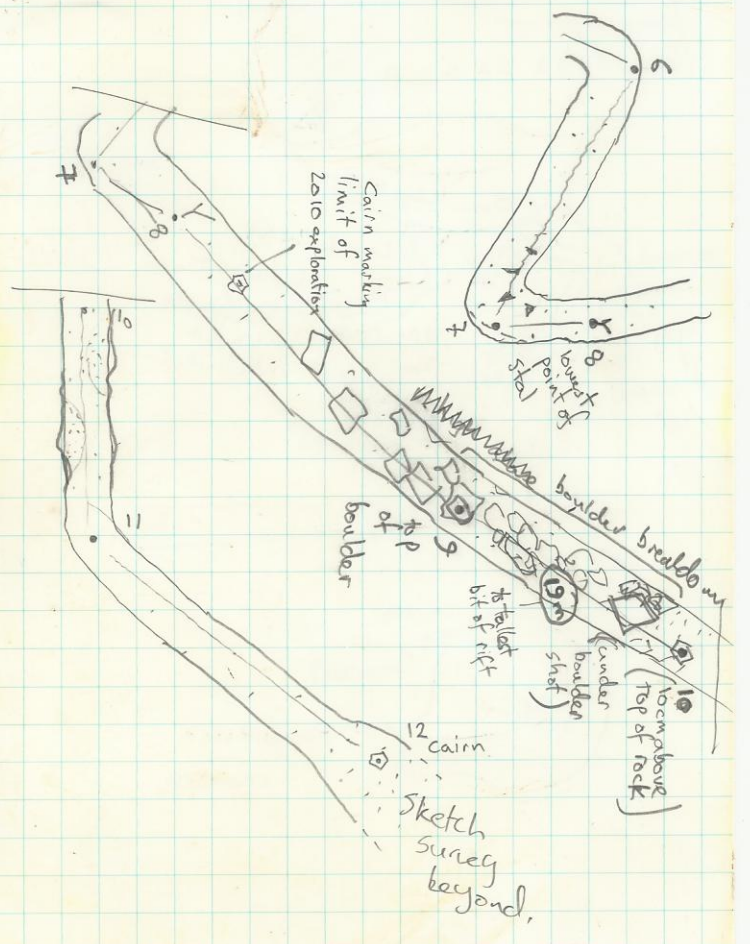 6
7
8
lowest
point of
stal
7
8
Cairn marking
limit of
2010 exploration
9
top
of
boulder
boulder breakdown
19m
to tallest
bit of rift
(under
boulder
shot)
10
(10cm above
top of rock)
10
11
12
cairn
Sketch
survey
beyond.